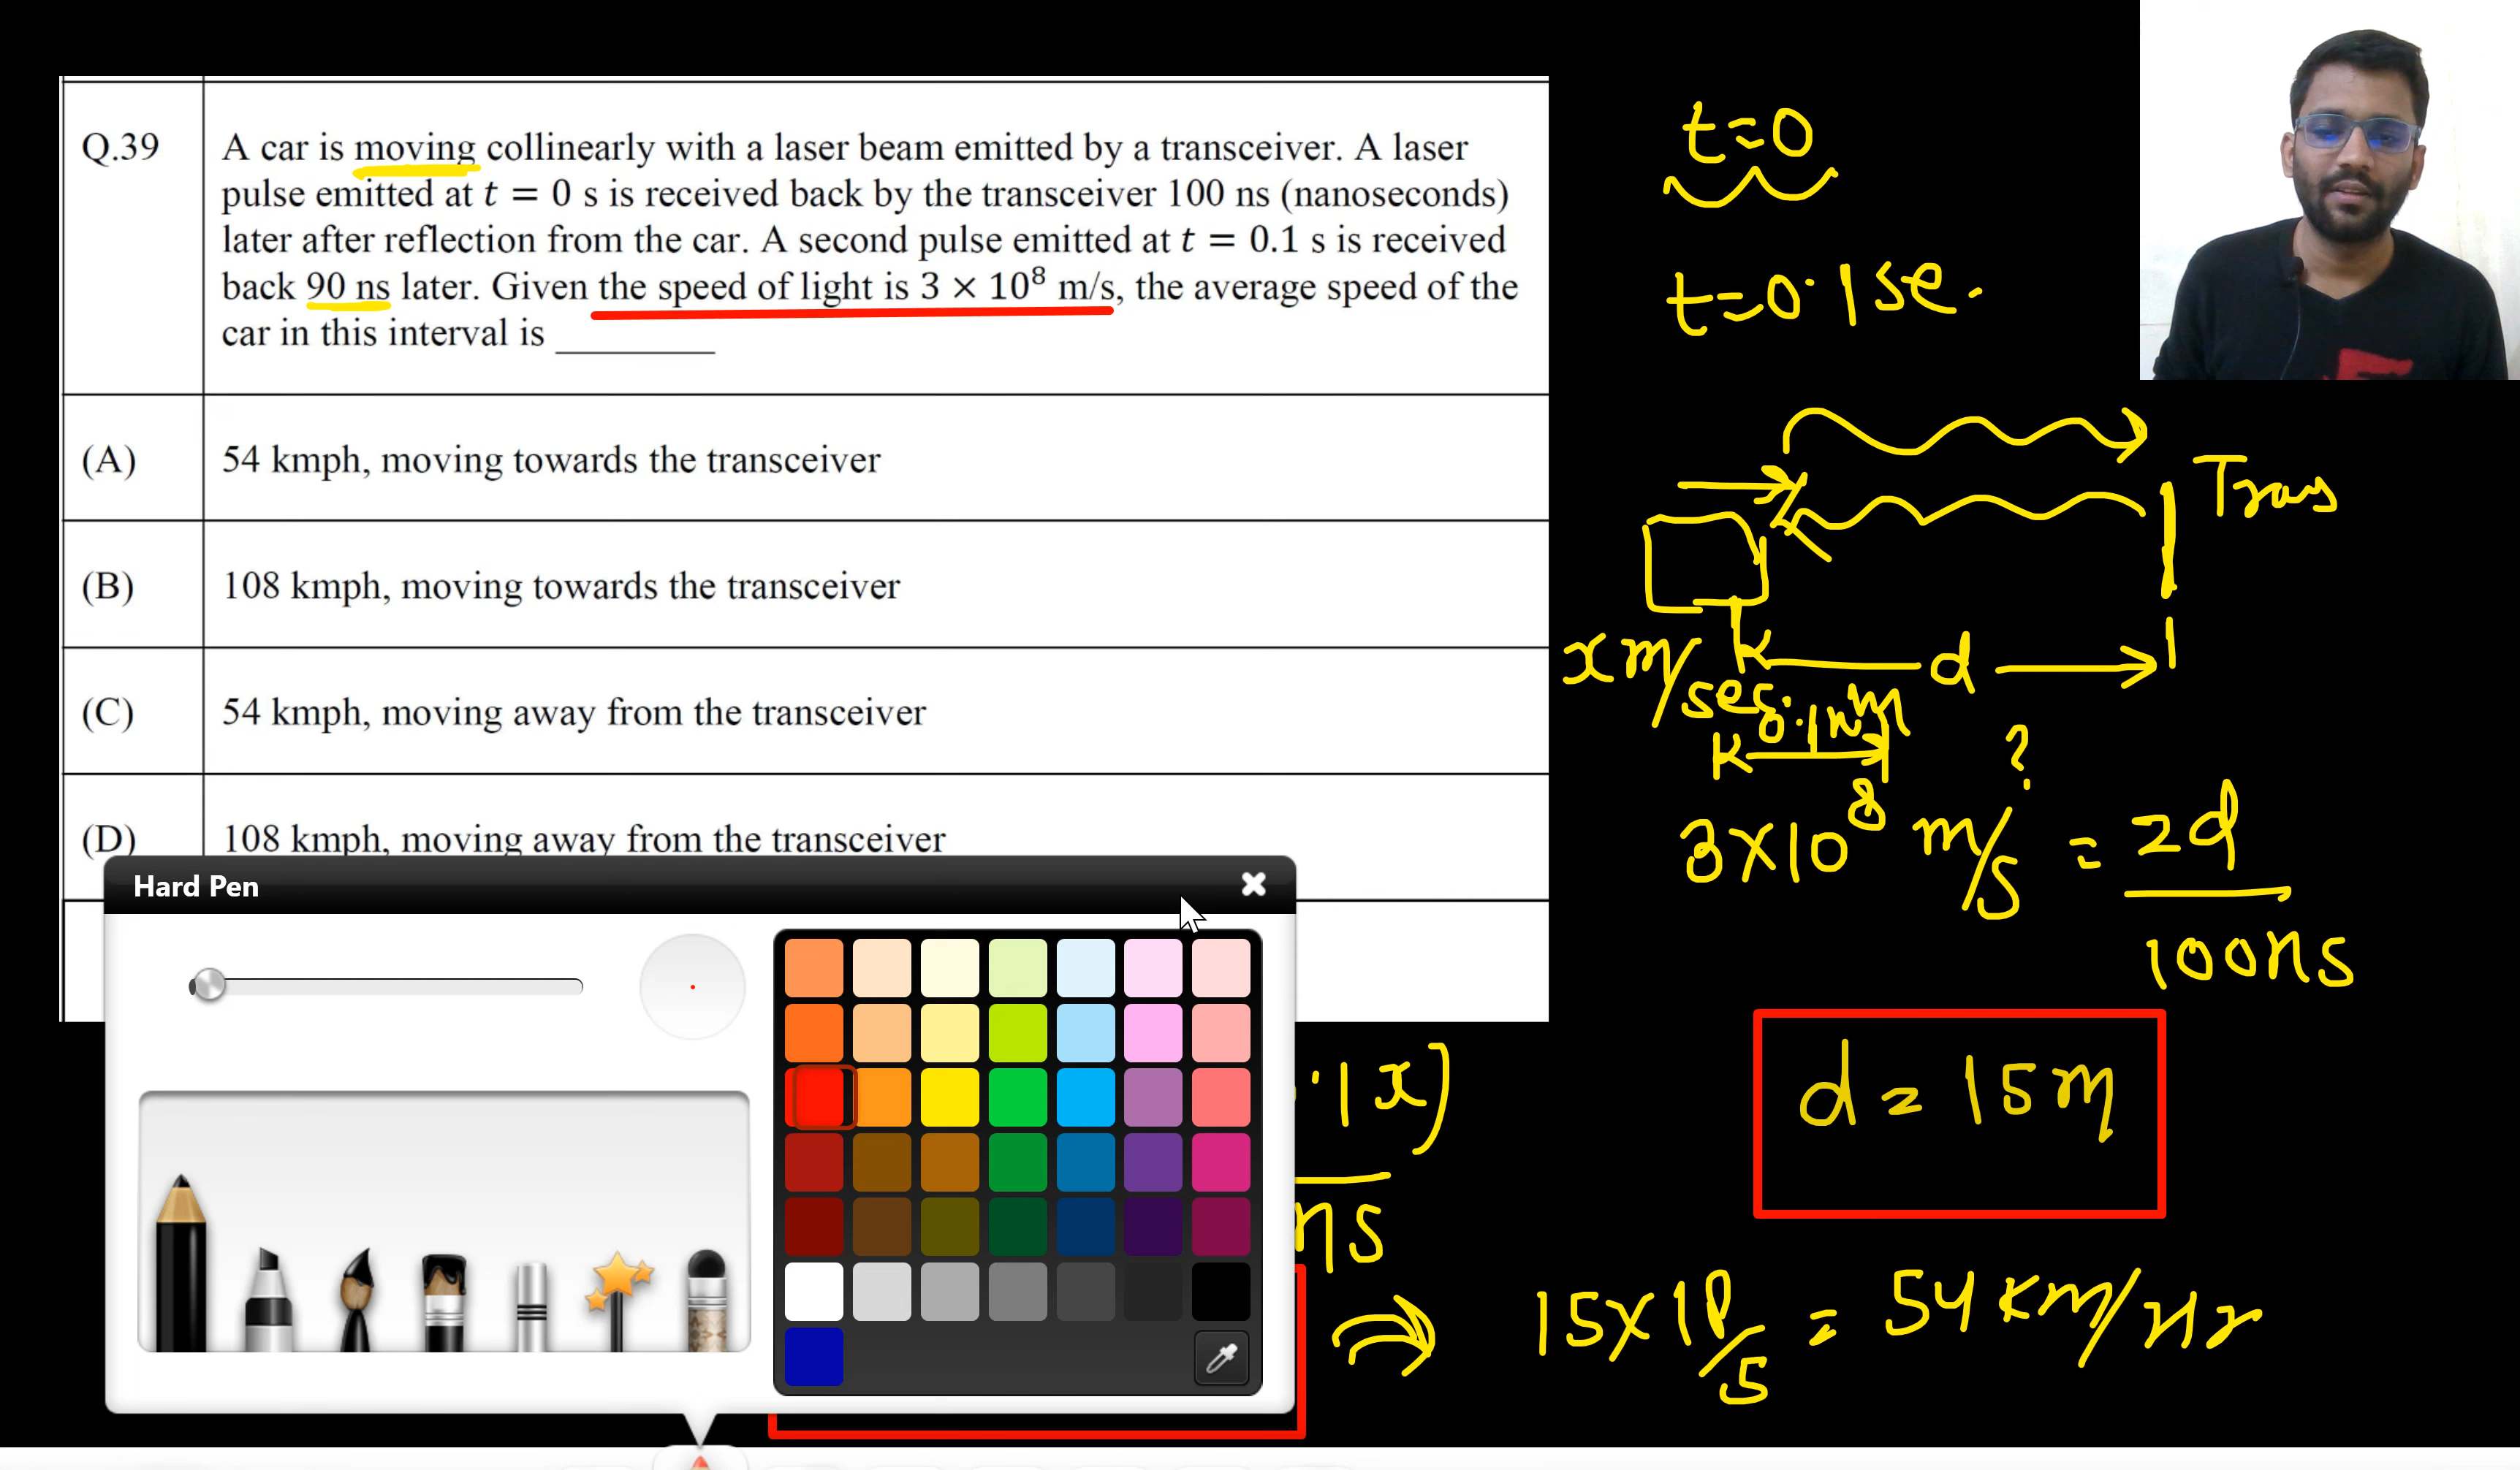 Q.39
A car is moving collinearly with a laser beam emitted by a transceiver. A laser
pulse emitted at t = 0 s is received back by the transceiver 100 ns (nanoseconds)
later after reflection from the car. A second pulse emitted at t = 0.1 s is received
back 90 ns later. Given the speed of light is 3 × 10⁸ m/s, the average speed of the
car in this interval is ________
(A) 54 kmph, moving towards the transceiver
(B) 108 kmph, moving towards the transceiver
(C) 54 kmph, moving away from the transceiver
(D) 108 kmph, moving away from the transceiver
Hard Pen
t=0
t=0.1 se.
Trans
x m/sec
d
?
3×10⁸ m/s = 2d
100ns
.1x)
d = 15m
ns
15×18/5 = 54 km/Hr